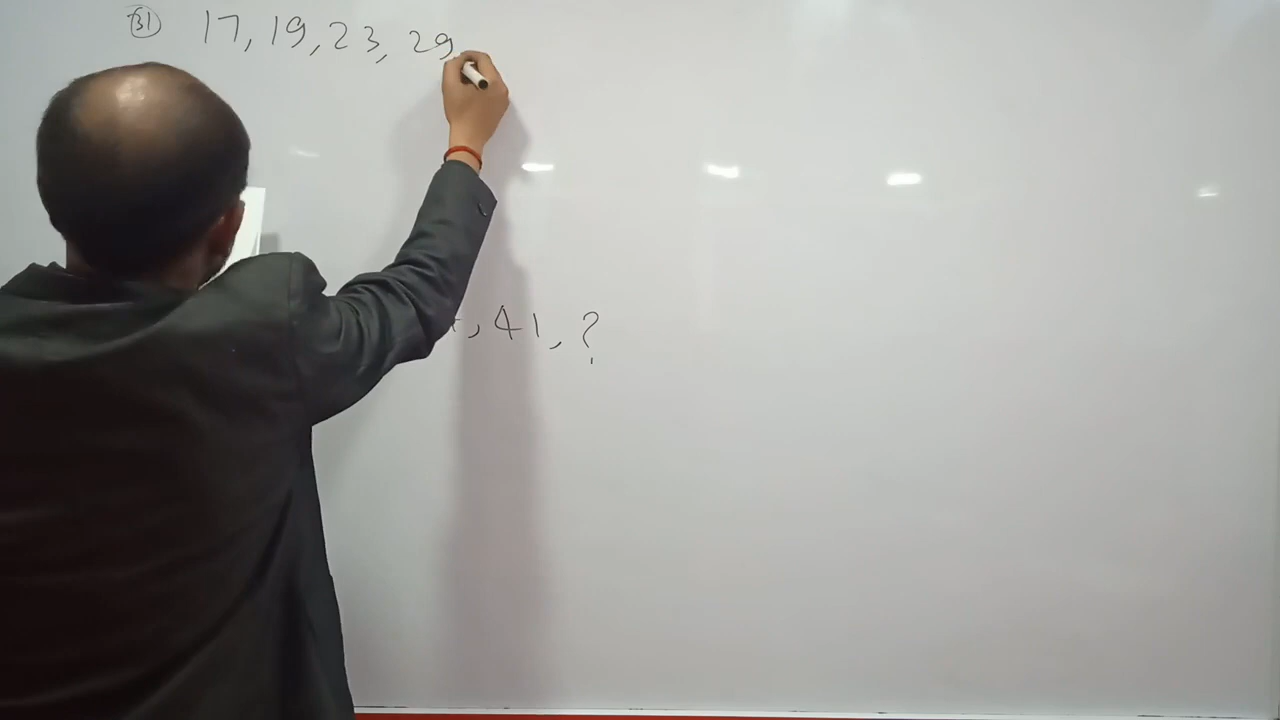 (31) 17, 19, 23, 29
, 41, ?